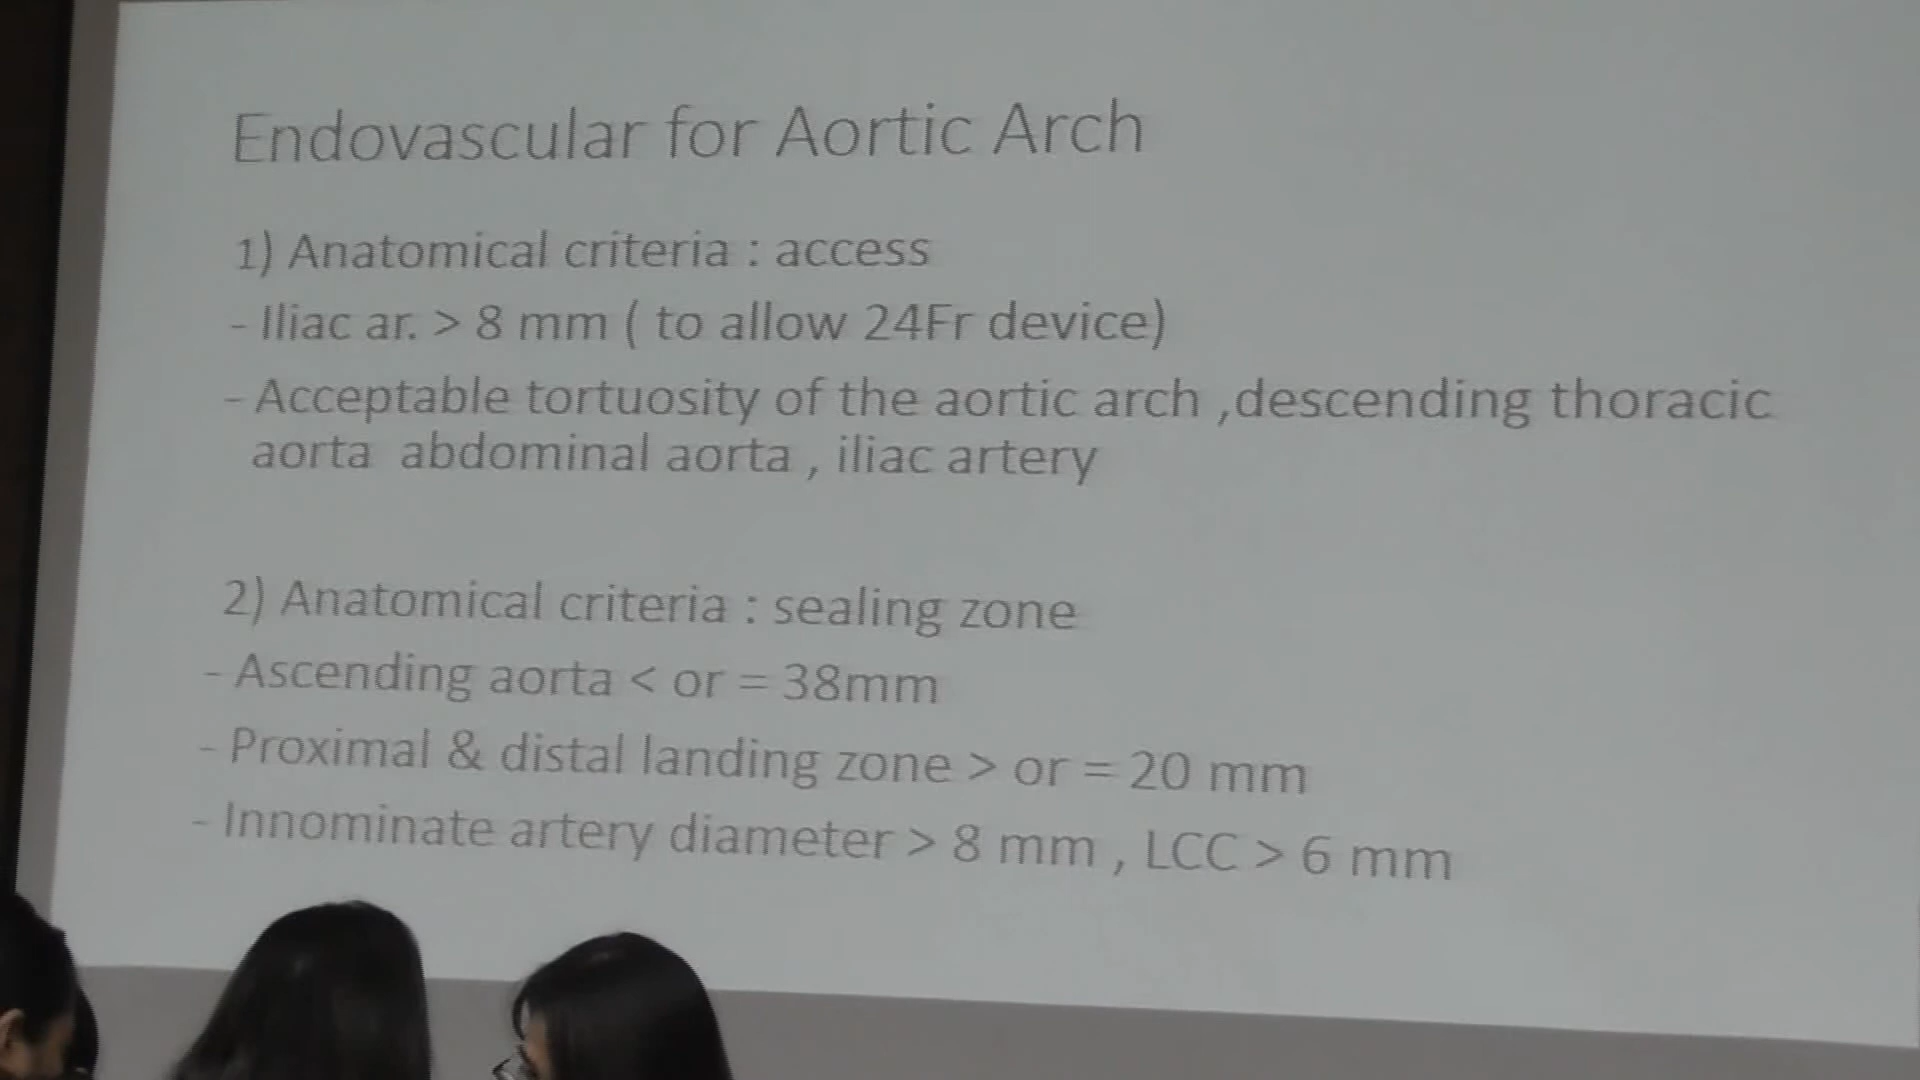 Endovascular for Aortic Arch
1) Anatomical criteria : access
- Iliac ar. > 8 mm ( to allow 24Fr device)
- Acceptable tortuosity of the aortic arch ,descending thoracic
aorta abdominal aorta , iliac artery
2) Anatomical criteria : sealing zone
- Ascending aorta < or = 38mm
- Proximal & distal landing zone > or = 20 mm
- Innominate artery diameter > 8 mm , LCC > 6 mm